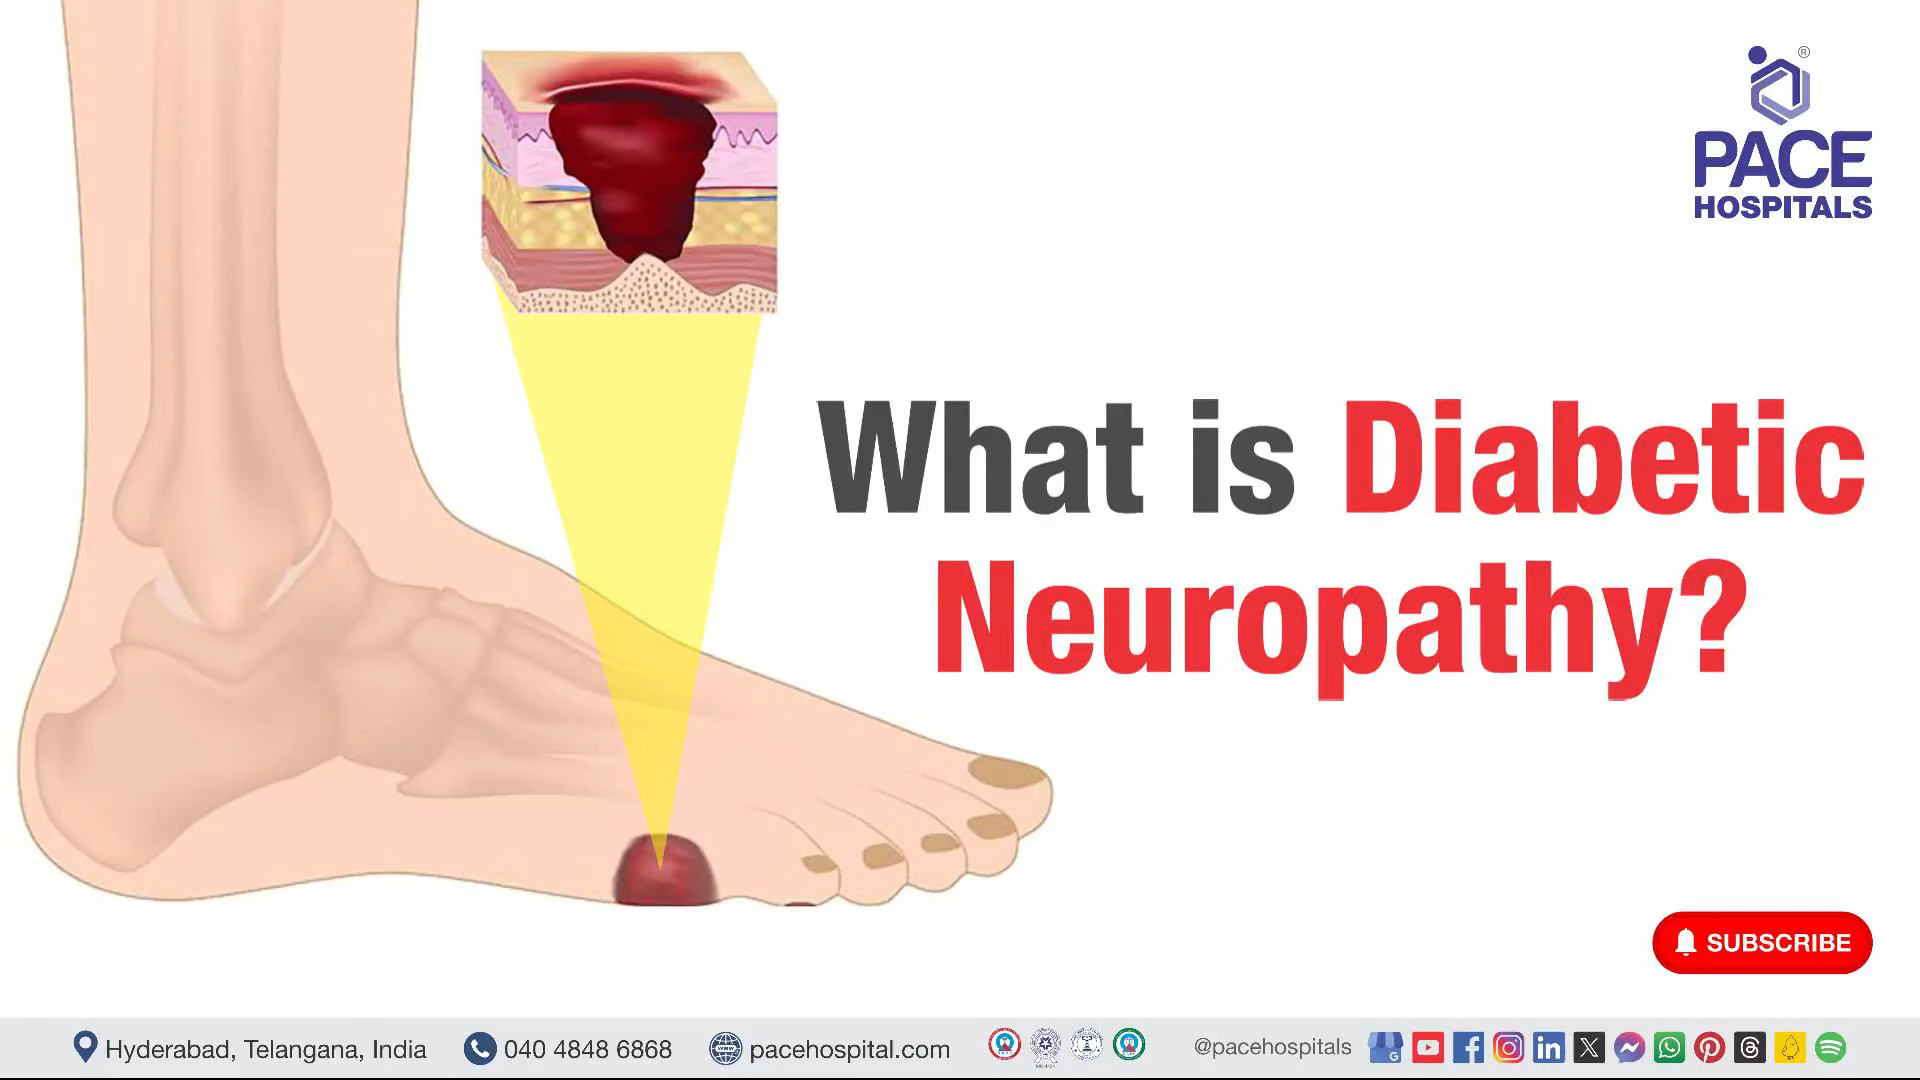 ®
PACE
HOSPITALS
What is Diabetic
Neuropathy?
SUBSCRIBE
Hyderabad, Telangana, India
040 4848 6868
pacehospital.com
@pacehospitals